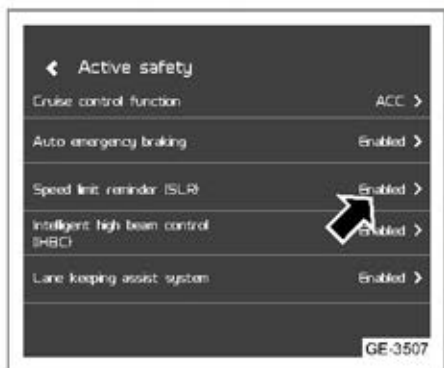 Active safety
Cruise control function ACC
Auto emergency braking Enabled
Speed limit reminder (SLR) Enabled
Intelligent high beam control Enabled
(IHBC)
Lane keeping assist system Enabled
GE-3507